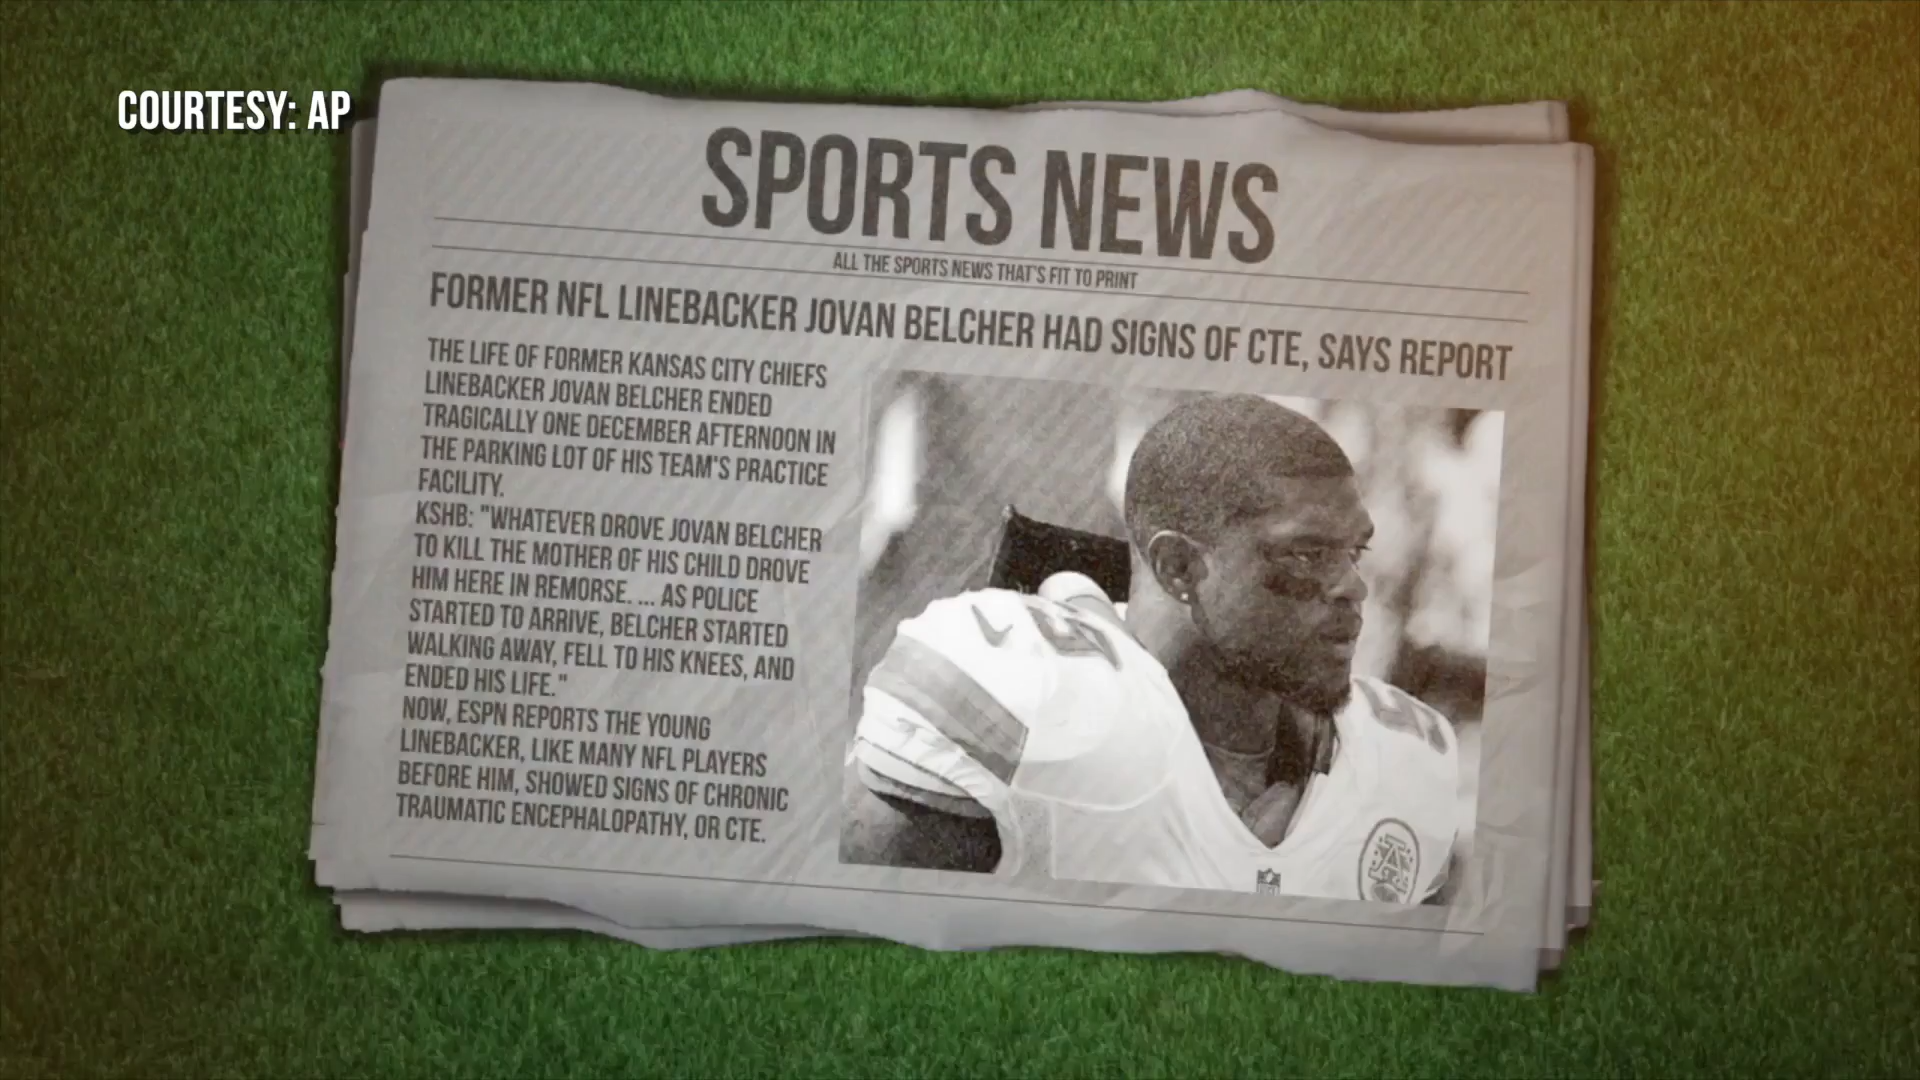 COURTESY: AP
SPORTS NEWS
ALL THE SPORTS NEWS THAT'S FIT TO PRINT
FORMER NFL LINEBACKER JOVAN BELCHER HAD SIGNS OF CTE, SAYS REPORT
THE LIFE OF FORMER KANSAS CITY CHIEFS
LINEBACKER JOVAN BELCHER ENDED
TRAGICALLY ONE DECEMBER AFTERNOON IN
THE PARKING LOT OF HIS TEAM'S PRACTICE
FACILITY.
KSHB: "WHATEVER DROVE JOVAN BELCHER
TO KILL THE MOTHER OF HIS CHILD DROVE
HIM HERE IN REMORSE. ... AS POLICE
STARTED TO ARRIVE, BELCHER STARTED
WALKING AWAY, FELL TO HIS KNEES, AND
ENDED HIS LIFE."
NOW, ESPN REPORTS THE YOUNG
LINEBACKER, LIKE MANY NFL PLAYERS
BEFORE HIM, SHOWED SIGNS OF CHRONIC
TRAUMATIC ENCEPHALOPATHY, OR CTE.